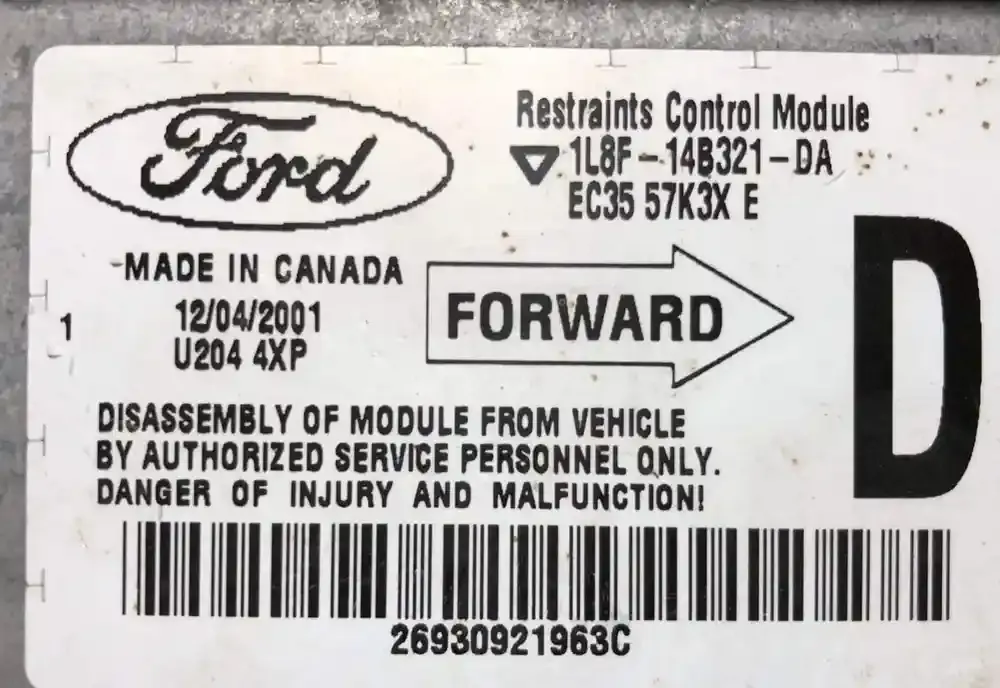 Ford
Restraints Control Module
1L8F-14B321-DA
EC35 57K3X E
D
-MADE IN CANADA
12/04/2001
U204 4XP
1
FORWARD
DISASSEMBLY OF MODULE FROM VEHICLE
BY AUTHORIZED SERVICE PERSONNEL ONLY.
DANGER OF INJURY AND MALFUNCTION!
26930921963C